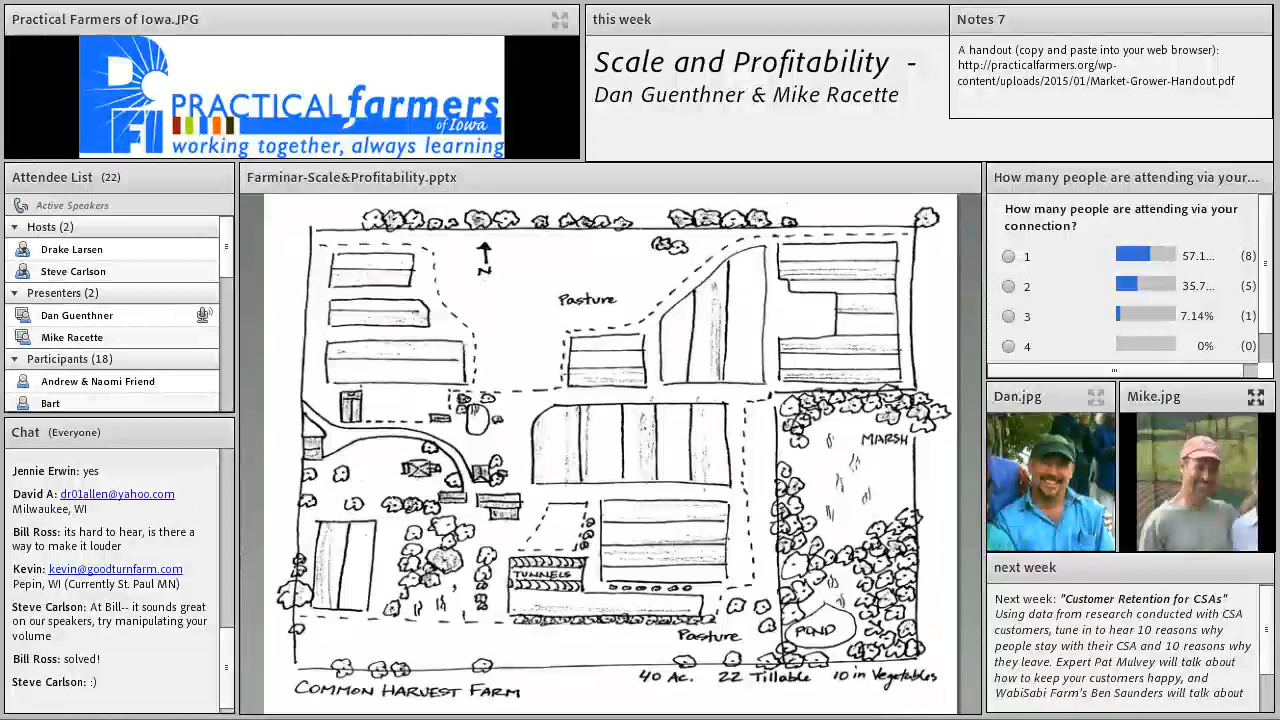 Practical Farmers of Iowa.JPG
PFI
PRACTICAL farmers
of Iowa
working together, always learning
this week
Scale and Profitability  -
Dan Guenthner & Mike Racette
Notes 7
A handout (copy and paste into your web browser):
http://practicalfarmers.org/wp-
content/uploads/2015/01/Market-Grower-Handout.pdf
Attendee List (22)
Active Speakers
Hosts (2)
Drake Larsen
Steve Carlson
Presenters (2)
Dan Guenthner
Mike Racette
Participants (18)
Andrew & Naomi Friend
Bart
Chat (Everyone)
Jennie Erwin: yes
David A: dr01allen@yahoo.com
Milwaukee, WI
Bill Ross: its hard to hear, is there a
way to make it louder
Kevin: kevin@goodturnfarm.com
Pepin, WI (Currently St. Paul MN)
Steve Carlson: At Bill-- it sounds great
on our speakers, try manipulating your
volume
Bill Ross: solved!
Steve Carlson: :)
Farminar-Scale&Profitability.pptx
N
Pasture
MARSH
TUNNELS
Pasture
POND
40 Ac. 22 Tillable 10 in Vegetables
COMMON HARVEST FARM
How many people are attending via your...
How many people are attending via your
connection?
1 57.1... (8)
2 35.7... (5)
3 7.14% (1)
4 0% (0)
Dan.jpg
Mike.jpg
next week
Next week: "Customer Retention for CSAs"
Using data from research conducted with CSA
customers, tune in to hear 10 reasons why
people stay with their CSA and 10 reasons why
they leave. Expert Pat Mulvey will talk about
how to keep your customers happy, and
WabiSabi Farm's Ben Saunders will talk about